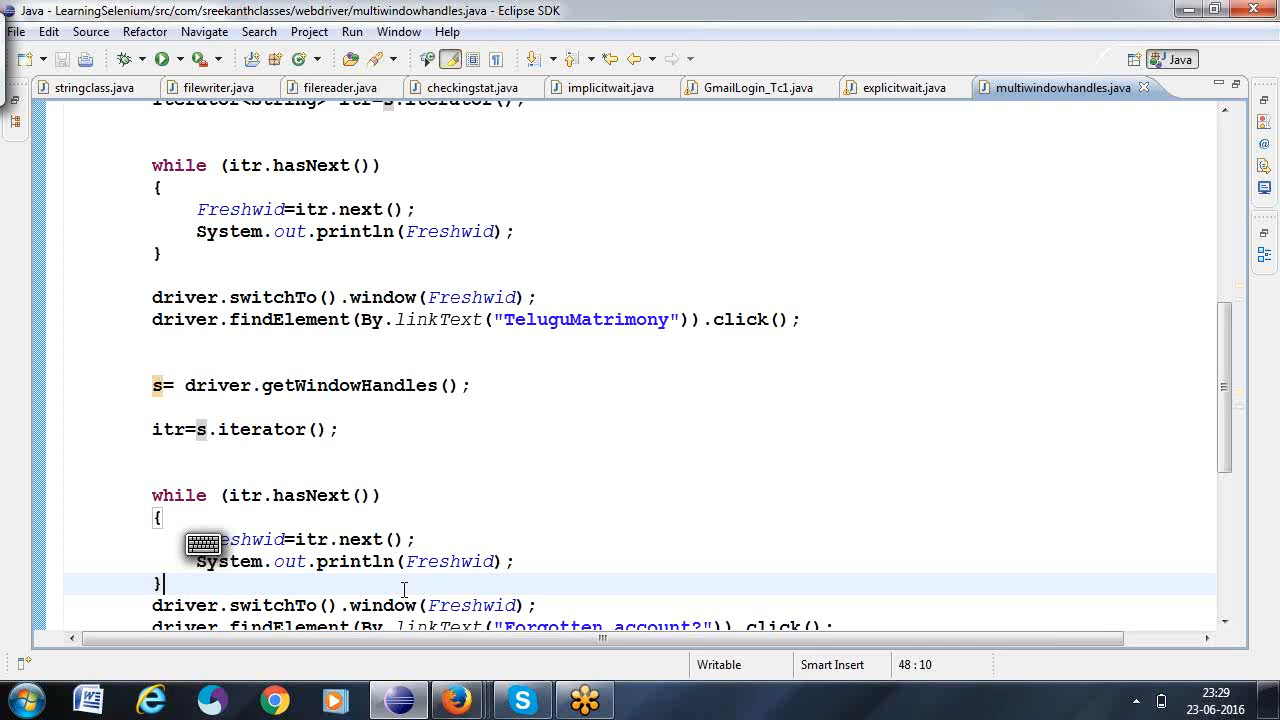 Java - LearningSelenium/src/com/sreekanthclasses/webdriver/multiwindowhandles.java - Eclipse SDK
File Edit Source Refactor Navigate Search Project Run Window Help
Java
stringclass.java filewriter.java filereader.java checkingstat.java implicitwait.java GmailLogin_Tc1.java explicitwait.java multiwindowhandles.java
Iterator<String> itr=s.iterator();
while (itr.hasNext())
{
Freshwid=itr.next();
System.out.println(Freshwid);
}
driver.switchTo().window(Freshwid);
driver.findElement(By.linkText("TeluguMatrimony")).click();
s= driver.getWindowHandles();
itr=s.iterator();
while (itr.hasNext())
{
eshwid=itr.next();
System.out.println(Freshwid);
}
driver.switchTo().window(Freshwid);
driver.findElement(By.linkText("Forgotten account?")).click();
Writable Smart Insert 48 : 10
23:29
23-06-2016